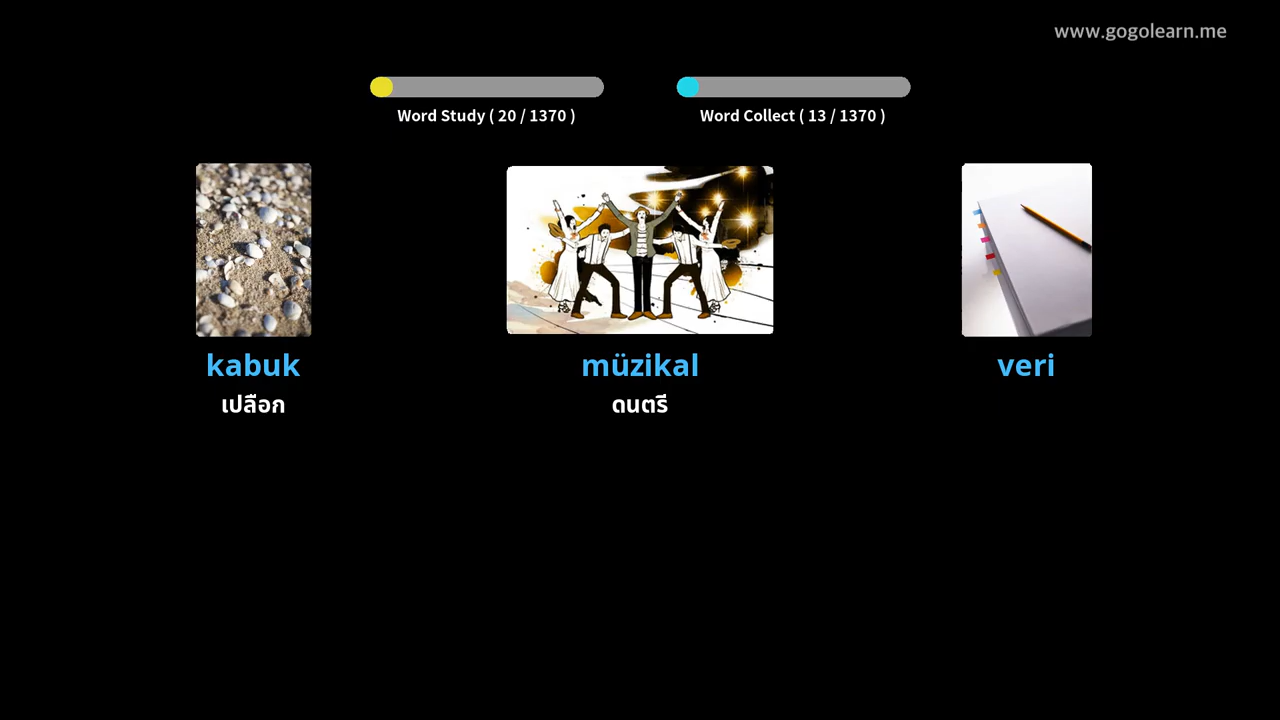 www.gogolearn.me
Word Study ( 20 / 1370 )
Word Collect ( 13 / 1370 )
kabuk
müzikal
veri
เปลือก
ดนตรี